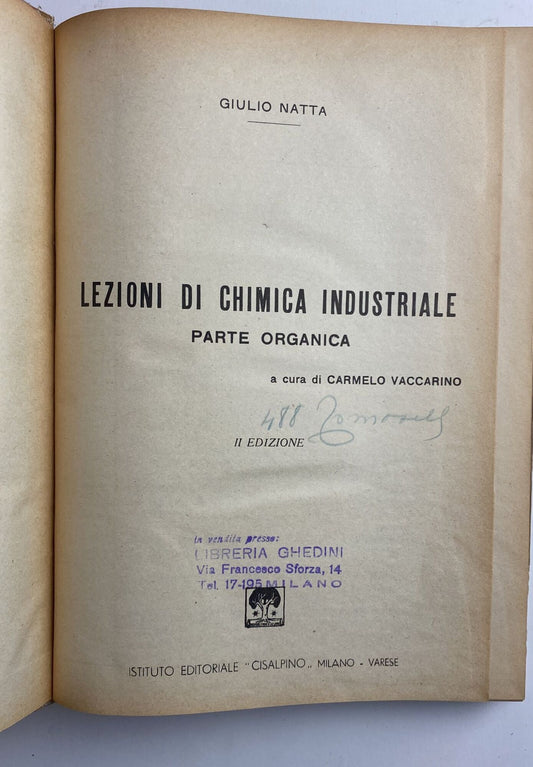 GIULIO NATTA
LEZIONI DI CHIMICA INDUSTRIALE
PARTE ORGANICA
a cura di CARMELO VACCARINO
488
II EDIZIONE
in vendita presso:
LIBRERIA GHEDINI
Via Francesco Sforza, 14
Tel. 17-195 MILANO
ISTITUTO EDITORIALE "CISALPINO„ MILANO - VARESE